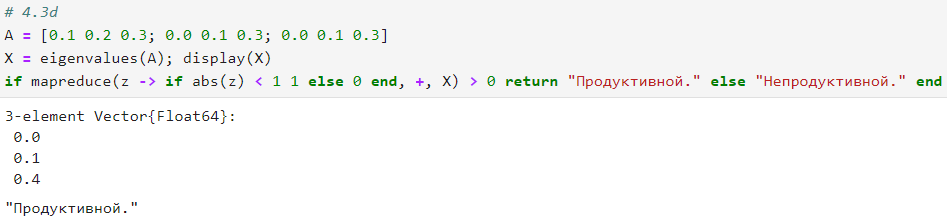 # 4.3d
A = [0.1 0.2 0.3; 0.0 0.1 0.3; 0.0 0.1 0.3]
X = eigenvalues(A); display(X)
if mapreduce(z -> if abs(z) < 1 1 else 0 end, +, X) > 0 return "Продуктивной." else "Непродуктивной." end
3-element Vector{Float64}:
0.0
0.1
0.4
"Продуктивной."